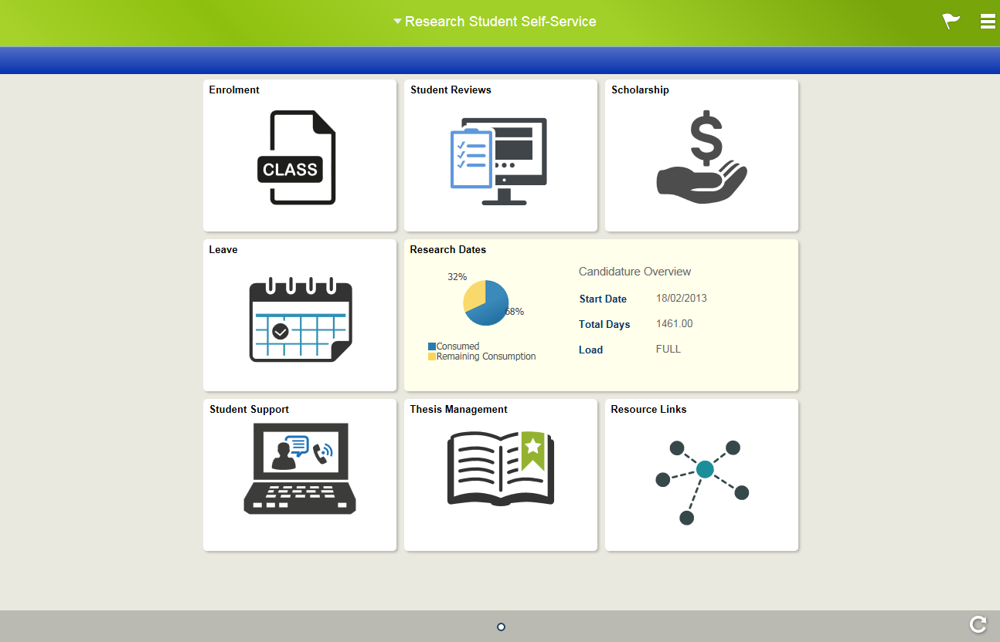 Research Student Self-Service
Enrolment
CLASS
Student Reviews
Scholarship
$
Leave
Research Dates
32%
68%
Consumed
Remaining Consumption
Candidature Overview
Start Date 18/02/2013
Total Days 1461.00
Load FULL
Student Support
Thesis Management
Resource Links